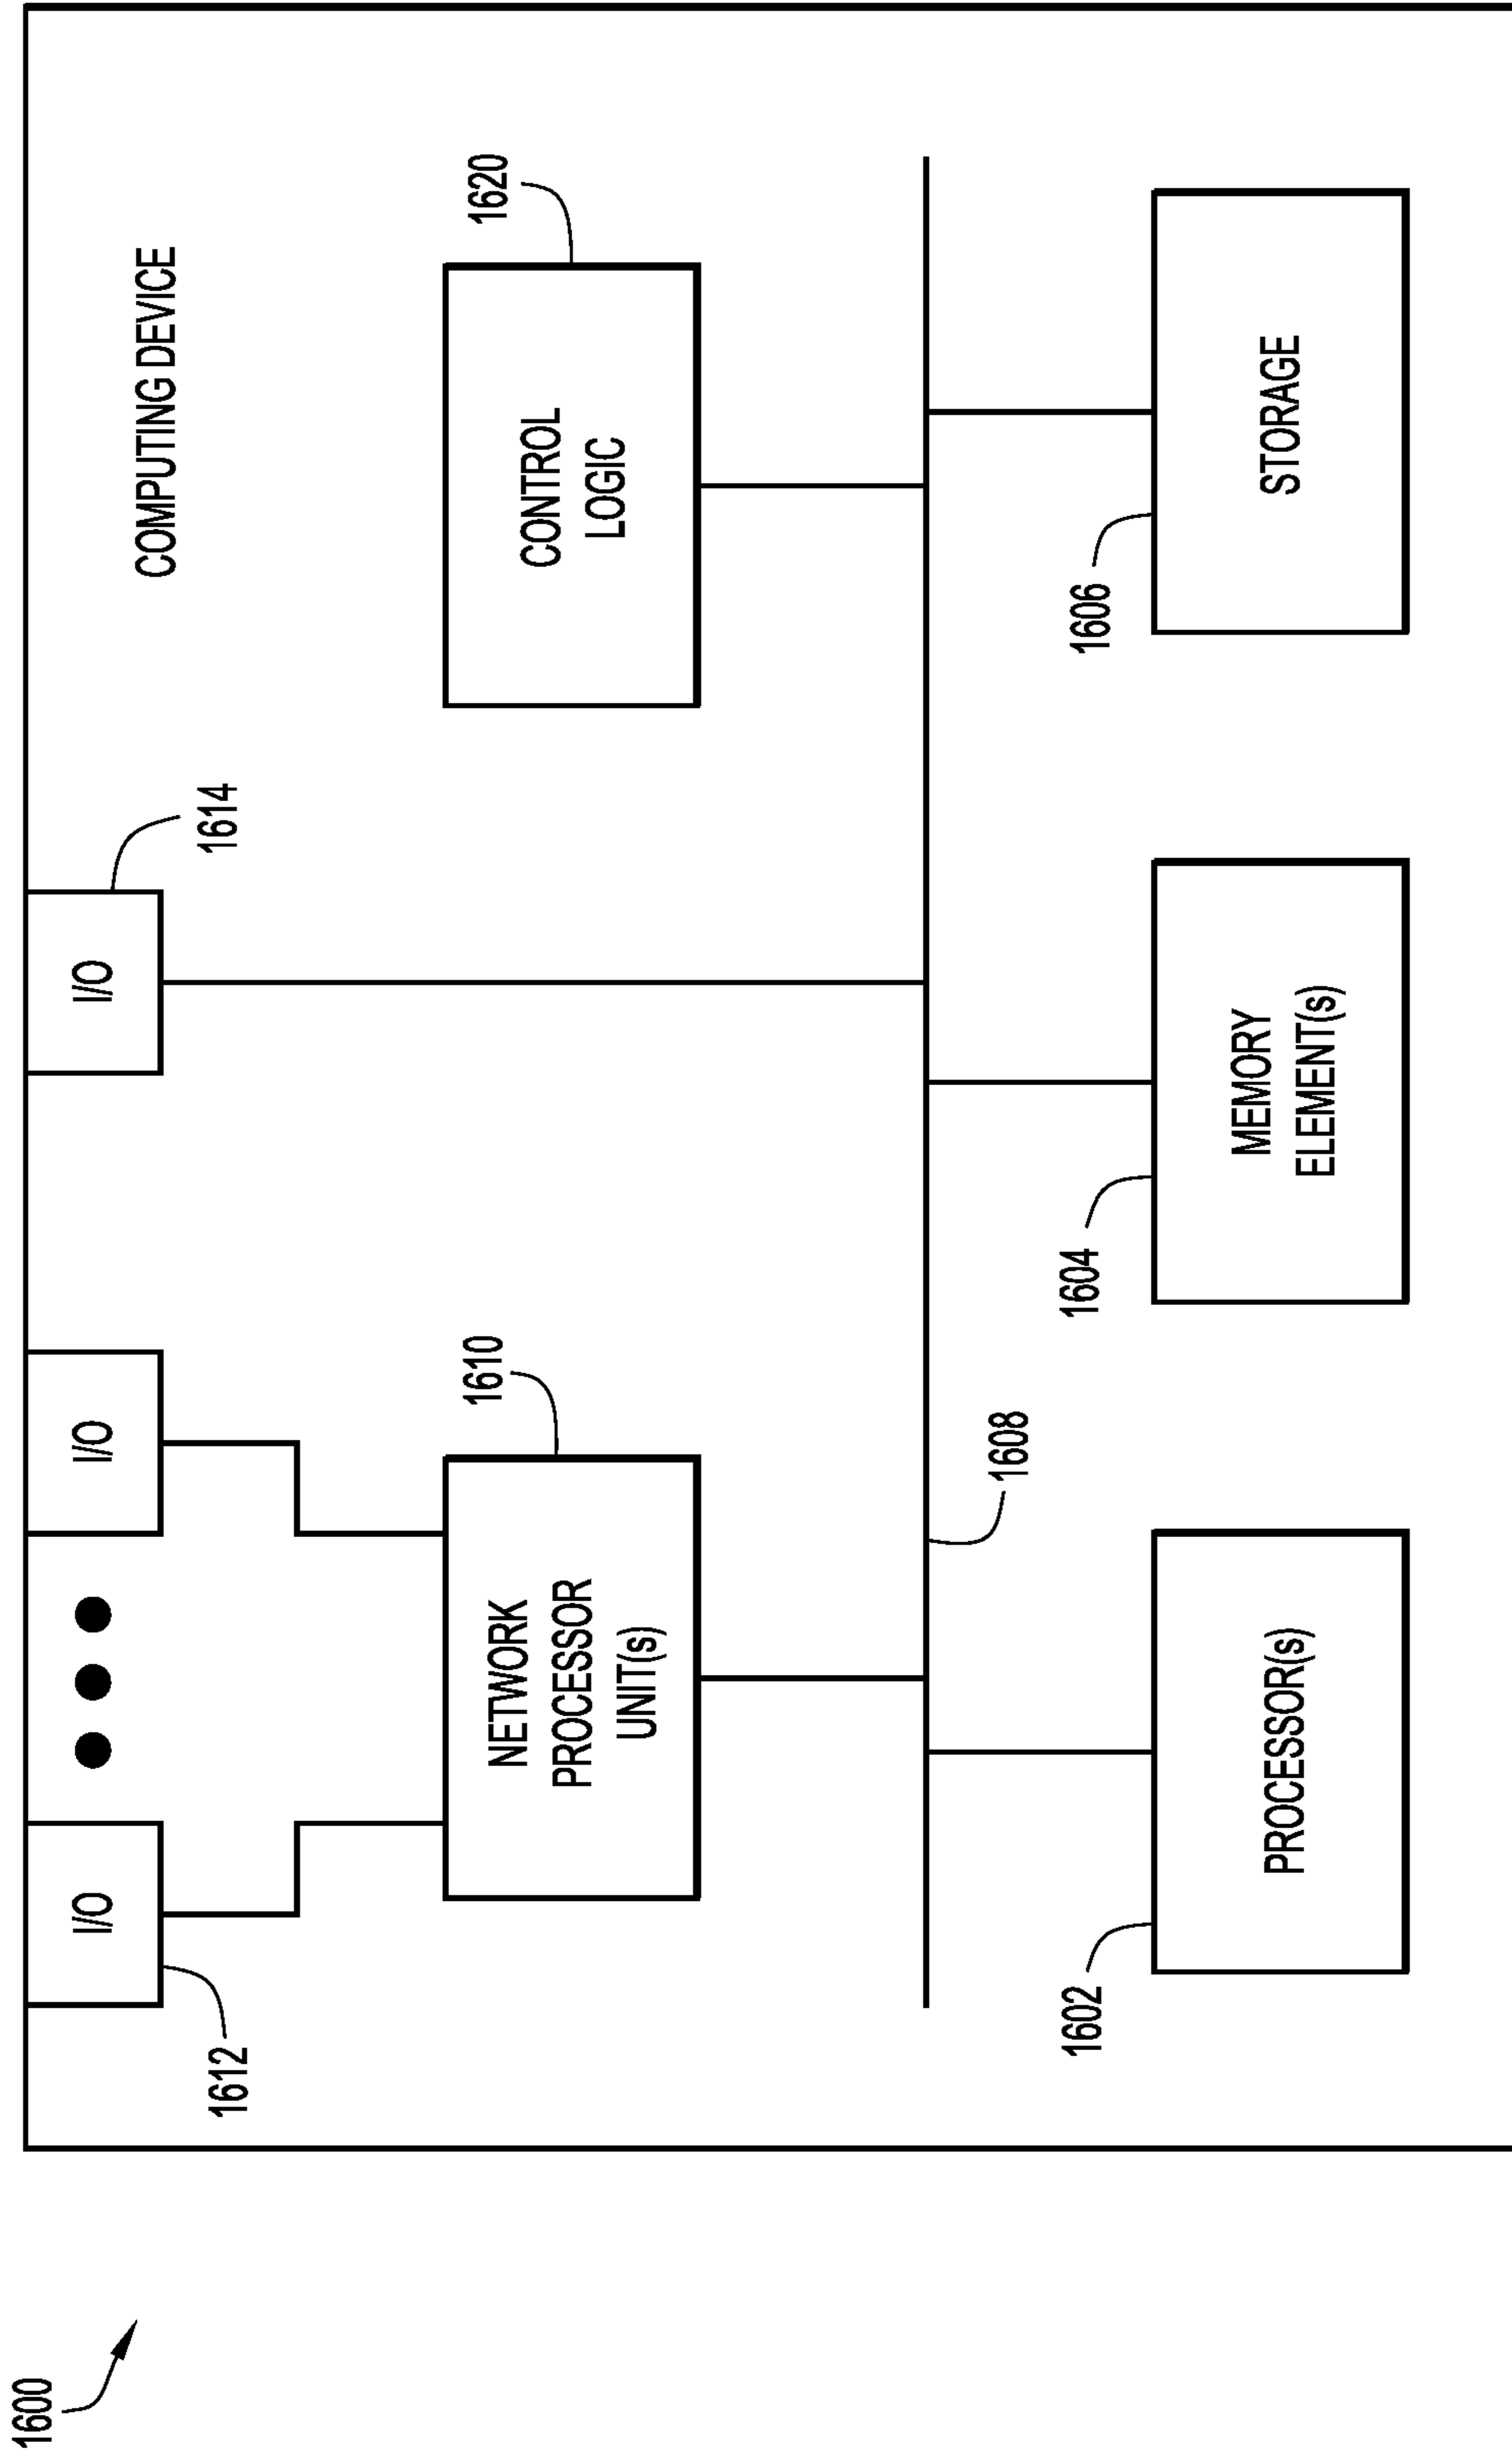 1600
COMPUTING DEVICE
I/O
I/O
I/O
1612
1614
NETWORK
PROCESSOR
UNIT(s)
1610
CONTROL
LOGIC
1620
1608
1602
PROCESSOR(s)
1604
MEMORY
ELEMENT(s)
1606
STORAGE